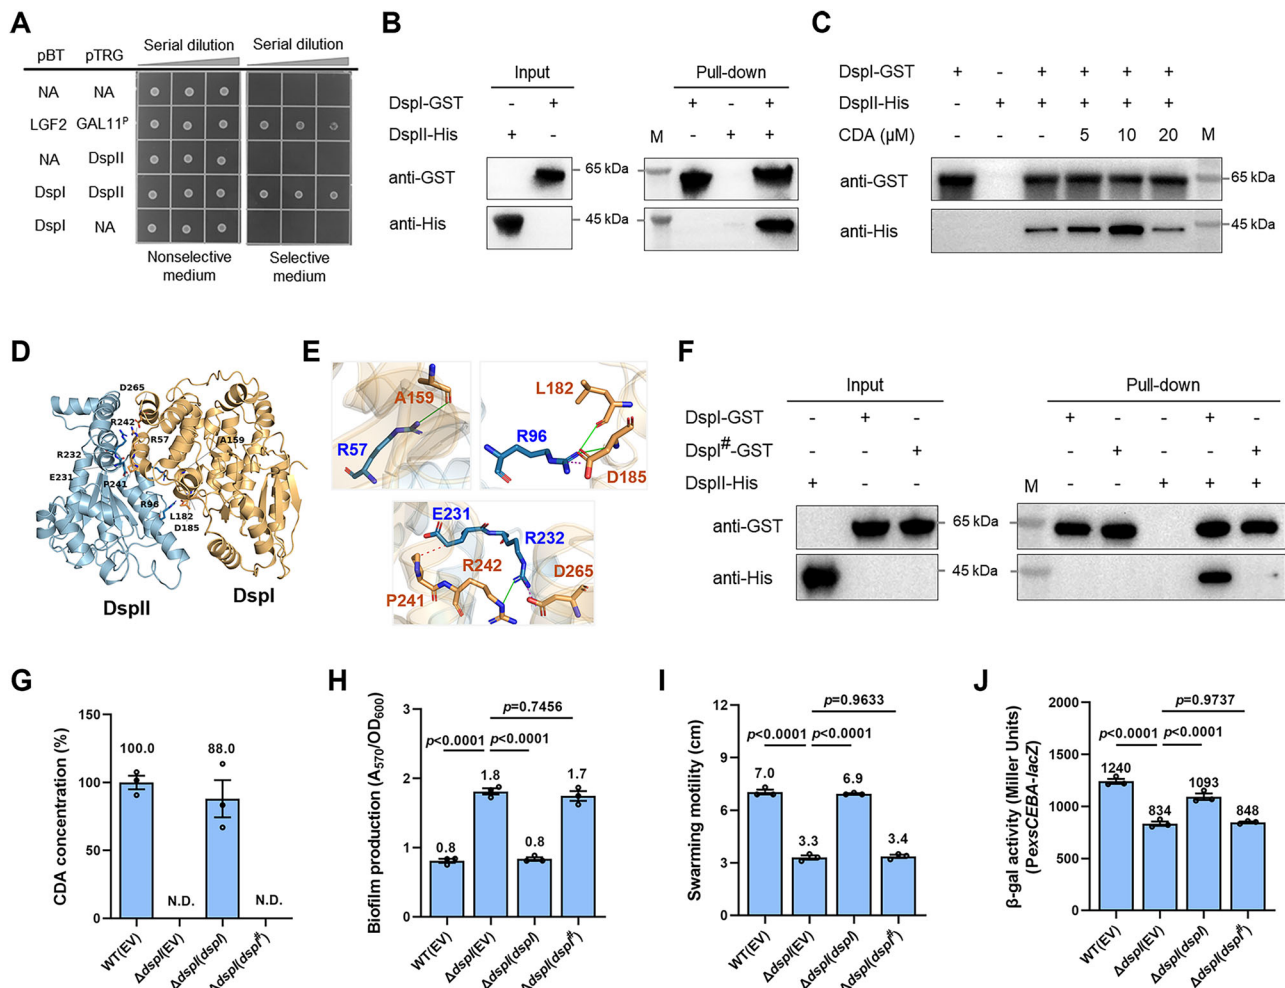 A
pBT pTRG Serial dilution Serial dilution
NA NA
LGF2 GAL11ᴾ
NA DspII
DspI DspII
DspI NA
Nonselective medium
Selective medium
B
Input Pull-down
DspI-GST - + + - +
DspII-His + - M - + +
anti-GST 65 kDa
anti-His 45 kDa
C
DspI-GST + - + + + +
DspII-His - + + + + +
CDA (µM) - - - 5 10 20 M
anti-GST 65 kDa
anti-His 45 kDa
D
D265
R242
R57
A159
R232
E231
P241
R96
L182
D185
DspII DspI
E
A159
R57
L182
R96
D185
E231
R232
R242
D265
P241
F
Input Pull-down
DspI-GST - + - + - - + -
DspI#-GST - - + - + - - +
DspII-His + - - M - - + + +
anti-GST 65 kDa
anti-His 45 kDa
G
CDA concentration (%)
150
100
50
0
100.0
N.D.
88.0
N.D.
WT(EV)
ΔdspI(EV)
ΔdspI(dspI)
ΔdspI(dspI#)
H
Biofilm production (A570/OD600)
3
2
1
0
p=0.7456
p<0.0001 p<0.0001
0.8
1.8
0.8
1.7
WT(EV)
ΔdspI(EV)
ΔdspI(dspI)
ΔdspI(dspI#)
I
Swarming motility (cm)
12
9
6
3
0
p=0.9633
p<0.0001 p<0.0001
7.0
3.3
6.9
3.4
WT(EV)
ΔdspI(EV)
ΔdspI(dspI)
ΔdspI(dspI#)
J
β-gal activity (Miller Units)
(PexsCEBA-lacZ)
2000
1500
1000
500
0
p=0.9737
p<0.0001 p<0.0001
1240
834
1093
848
WT(EV)
ΔdspI(EV)
ΔdspI(dspI)
ΔdspI(dspI#)